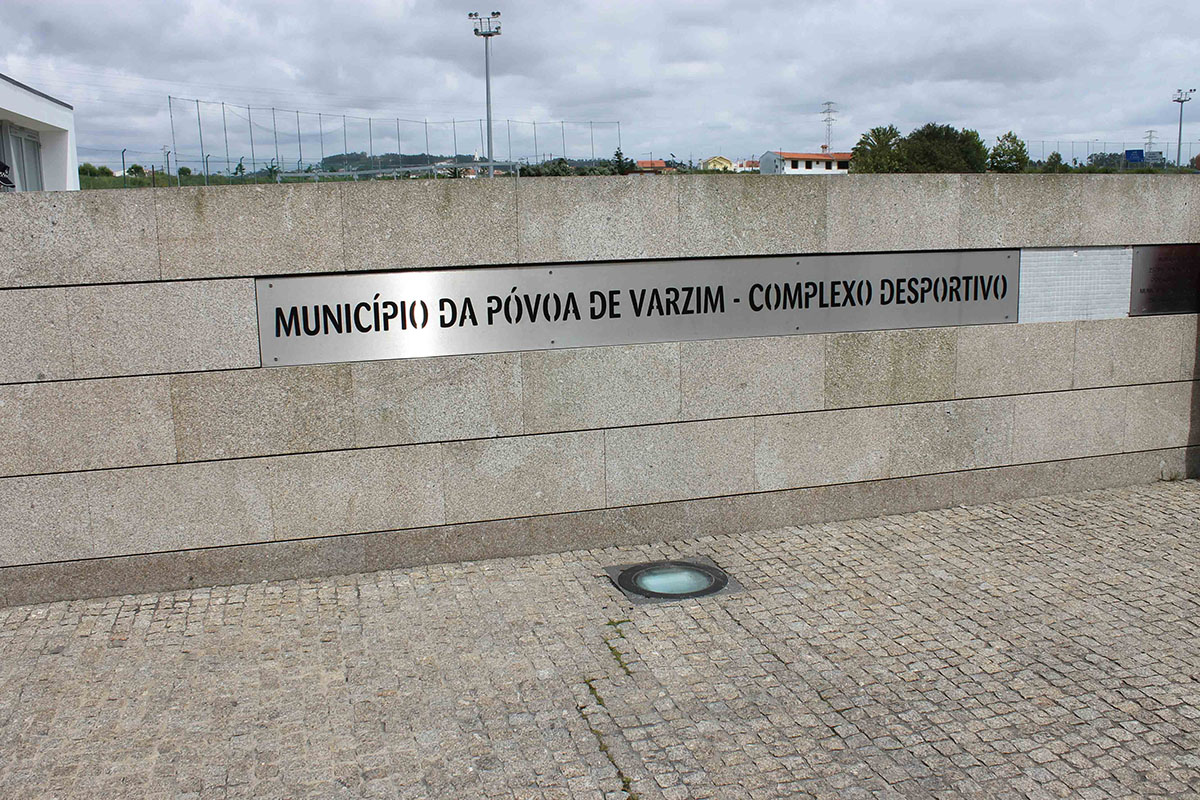 MUNICÍPIO DA PÓVOA DE VARZIM - COMPLEXO DESPORTIVO